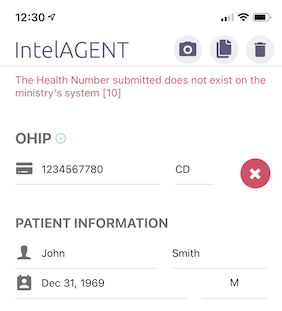 12:30
IntelAGENT
The Health Number submitted does not exist on the
ministry's system [10]
OHIP
1234567780 CD
PATIENT INFORMATION
John Smith
Dec 31, 1969 M